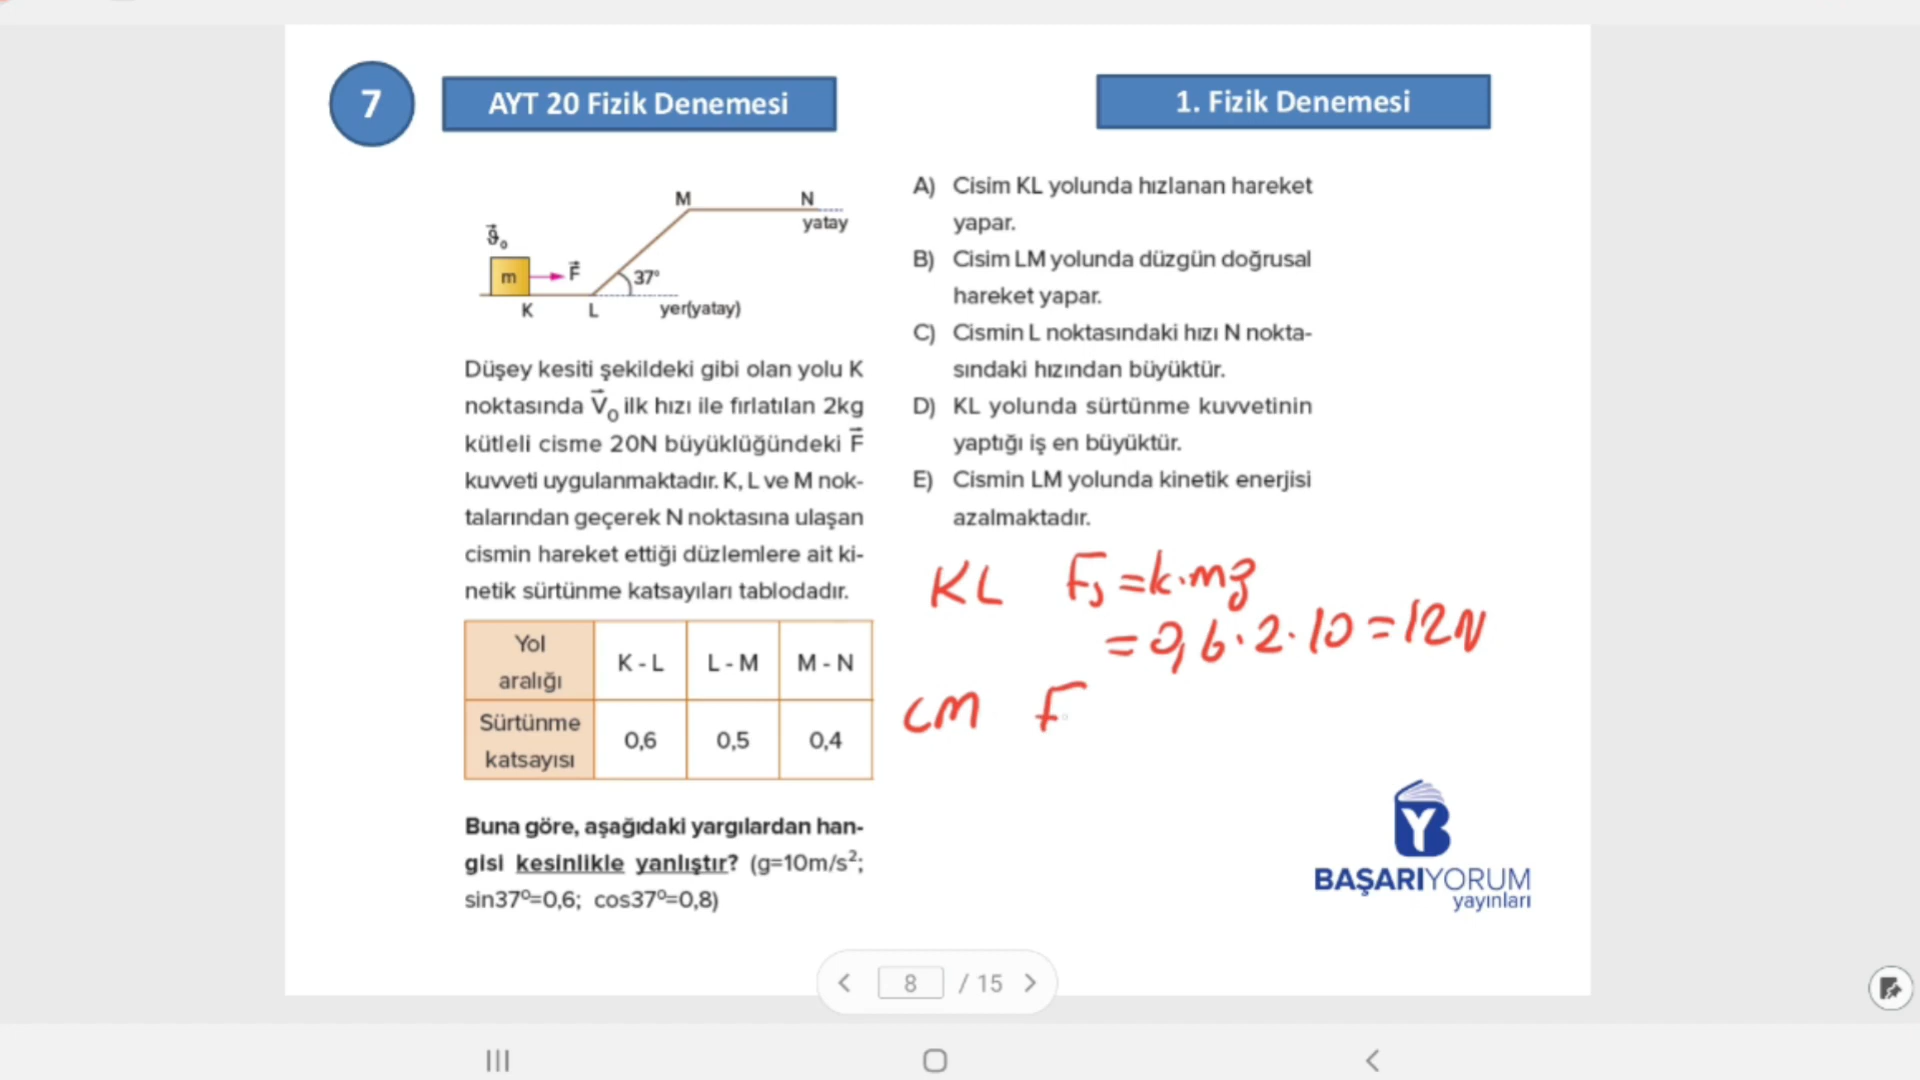 7
AYT 20 Fizik Denemesi
1. Fizik Denemesi
M
N
yatay
m
F
37°
K
L
yer(yatay)
Düşey kesiti şekildeki gibi olan yolu K
noktasında V₀ ilk hızı ile fırlatılan 2kg
kütleli cisme 20N büyüklüğündeki F
kuvveti uygulanmaktadır. K, L ve M nok-
talarından geçerek N noktasına ulaşan
cismin hareket ettiği düzlemlere ait ki-
netik sürtünme katsayıları tablodadır.
Yol aralığı K - L L - M M - N
Sürtünme katsayısı 0,6 0,5 0,4
Buna göre, aşağıdaki yargılardan han-
gisi kesinlikle yanlıştır? (g=10m/s²;
sin37⁰=0,6; cos37⁰=0,8)
A) Cisim KL yolunda hızlanan hareket
yapar.
B) Cisim LM yolunda düzgün doğrusal
hareket yapar.
C) Cismin L noktasındaki hızı N nokta-
sındaki hızından büyüktür.
D) KL yolunda sürtünme kuvvetinin
yaptığı iş en büyüktür.
E) Cismin LM yolunda kinetik enerjisi
azalmaktadır.
KL Fs = k.mg
= 0,6.2.10 = 12N
LM F
BAŞARIYORUM
yayınları
8 / 15